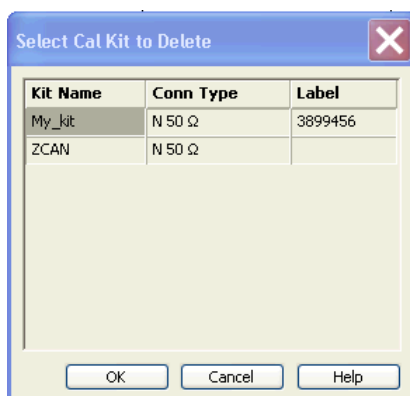 Select Cal Kit to Delete
Kit Name Conn Type Label
My_kit N 50 Ω 3899456
ZCAN N 50 Ω
OK Cancel Help